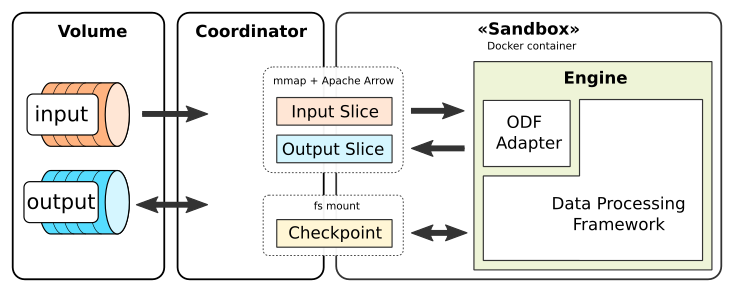 Volume
input
output
Coordinator
«Sandbox»
Docker container
mmap + Apache Arrow
Input Slice
Output Slice
fs mount
Checkpoint
Engine
ODF
Adapter
Data Processing
Framework